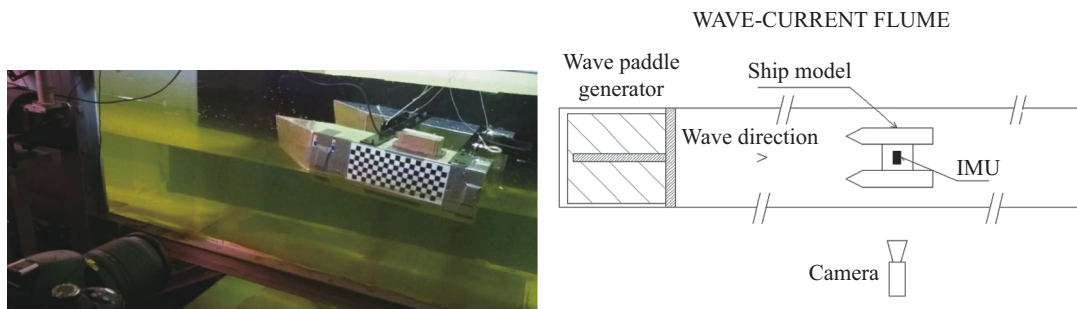 WAVE-CURRENT FLUME
Wave paddle
generator
Ship model
Wave direction
IMU
Camera